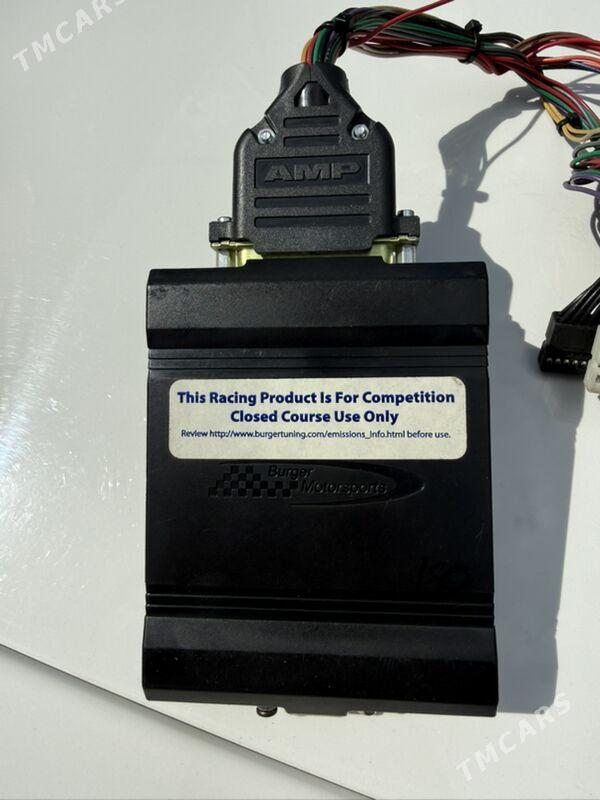 TMCARS
AMP
This Racing Product Is For Competition
Closed Course Use Only
Review http://www.burgertuning.com/emissions_info.html before use.
Burger
Motorsports
TMCARS